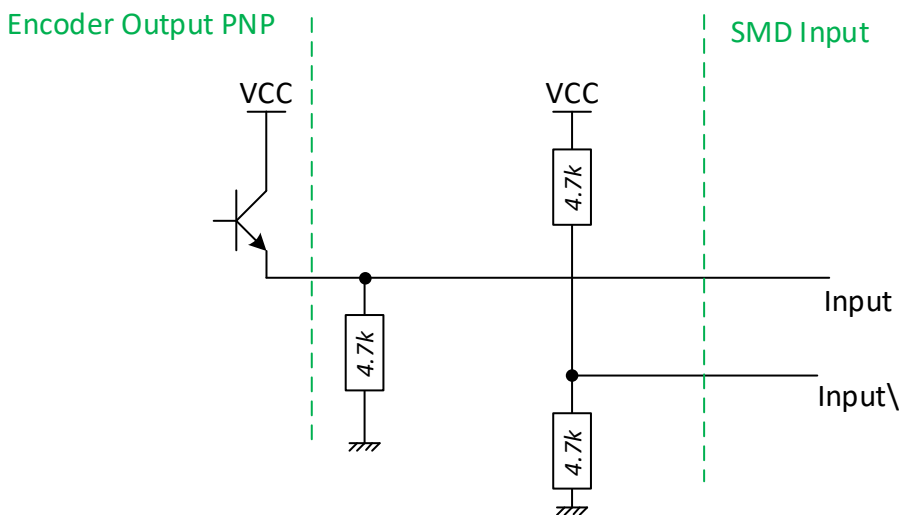 Encoder Output PNP
SMD Input
VCC
VCC
4.7k
Input
4.7k
Input\
4.7k